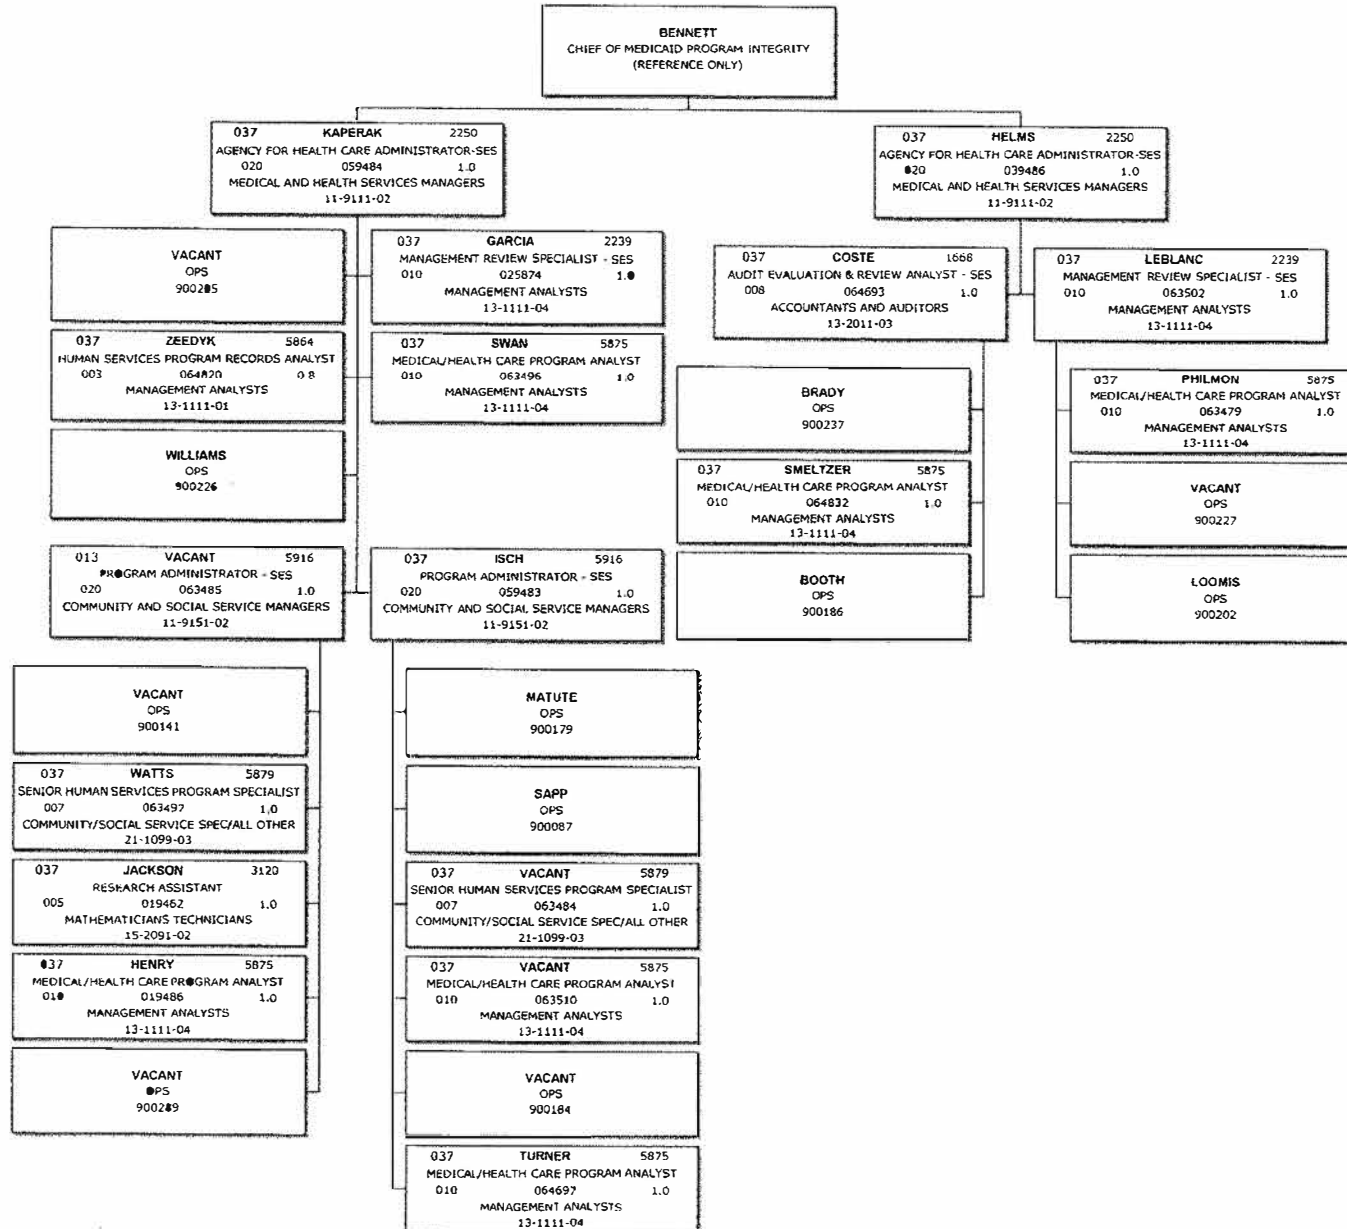 BENNETT
CHIEF OF MEDICAID PROGRAM INTEGRITY
(REFERENCE ONLY)
037 KAPERAK 2250
AGENCY FOR HEALTH CARE ADMINISTRATOR-SES
020 059484 1.0
MEDICAL AND HEALTH SERVICES MANAGERS
11-9111-02
037 HELMS 2250
AGENCY FOR HEALTH CARE ADMINISTRATOR-SES
020 039486 1.0
MEDICAL AND HEALTH SERVICES MANAGERS
11-9111-02
VACANT
OPS
900285
037 GARCIA 2239
MANAGEMENT REVIEW SPECIALIST - SES
010 025874 1.0
MANAGEMENT ANALYSTS
13-1111-04
037 COSTE 1668
AUDIT EVALUATION & REVIEW ANALYST - SES
008 064693 1.0
ACCOUNTANTS AND AUDITORS
13-2011-03
037 LEBLANC 2239
MANAGEMENT REVIEW SPECIALIST - SES
010 063502 1.0
MANAGEMENT ANALYSTS
13-1111-04
037 ZEEDYK 5864
HUMAN SERVICES PROGRAM RECORDS ANALYST
003 064820 0.8
MANAGEMENT ANALYSTS
13-1111-01
037 SWAN 5875
MEDICAL/HEALTH CARE PROGRAM ANALYST
010 063496 1.0
MANAGEMENT ANALYSTS
13-1111-04
BRADY
OPS
900237
037 PHILMON 5875
MEDICAL/HEALTH CARE PROGRAM ANALYST
010 063479 1.0
MANAGEMENT ANALYSTS
13-1111-04
WILLIAMS
OPS
900226
037 SMELTZER 5875
MEDICAL/HEALTH CARE PROGRAM ANALYST
010 064832 1.0
MANAGEMENT ANALYSTS
13-1111-04
VACANT
OPS
900227
013 VACANT 5916
PROGRAM ADMINISTRATOR - SES
020 063485 1.0
COMMUNITY AND SOCIAL SERVICE MANAGERS
11-9151-02
037 ISCH 5916
PROGRAM ADMINISTRATOR - SES
020 059483 1.0
COMMUNITY AND SOCIAL SERVICE MANAGERS
11-9151-02
BOOTH
OPS
900186
LOOMIS
OPS
900202
VACANT
OPS
900141
MATUTE
OPS
900179
037 WATTS 5879
SENIOR HUMAN SERVICES PROGRAM SPECIALIST
007 063497 1.0
COMMUNITY/SOCIAL SERVICE SPEC/ALL OTHER
21-1099-03
SAPP
OPS
900087
037 JACKSON 3120
RESEARCH ASSISTANT
005 019462 1.0
MATHEMATICIANS TECHNICIANS
15-2091-02
037 VACANT 5879
SENIOR HUMAN SERVICES PROGRAM SPECIALIST
007 063484 1.0
COMMUNITY/SOCIAL SERVICE SPEC/ALL OTHER
21-1099-03
037 HENRY 5875
MEDICAL/HEALTH CARE PROGRAM ANALYST
010 019486 1.0
MANAGEMENT ANALYSTS
13-1111-04
037 VACANT 5875
MEDICAL/HEALTH CARE PROGRAM ANALYST
010 063510 1.0
MANAGEMENT ANALYSTS
13-1111-04
VACANT
OPS
900289
VACANT
OPS
900184
037 TURNER 5875
MEDICAL/HEALTH CARE PROGRAM ANALYST
010 064697 1.0
MANAGEMENT ANALYSTS
13-1111-04